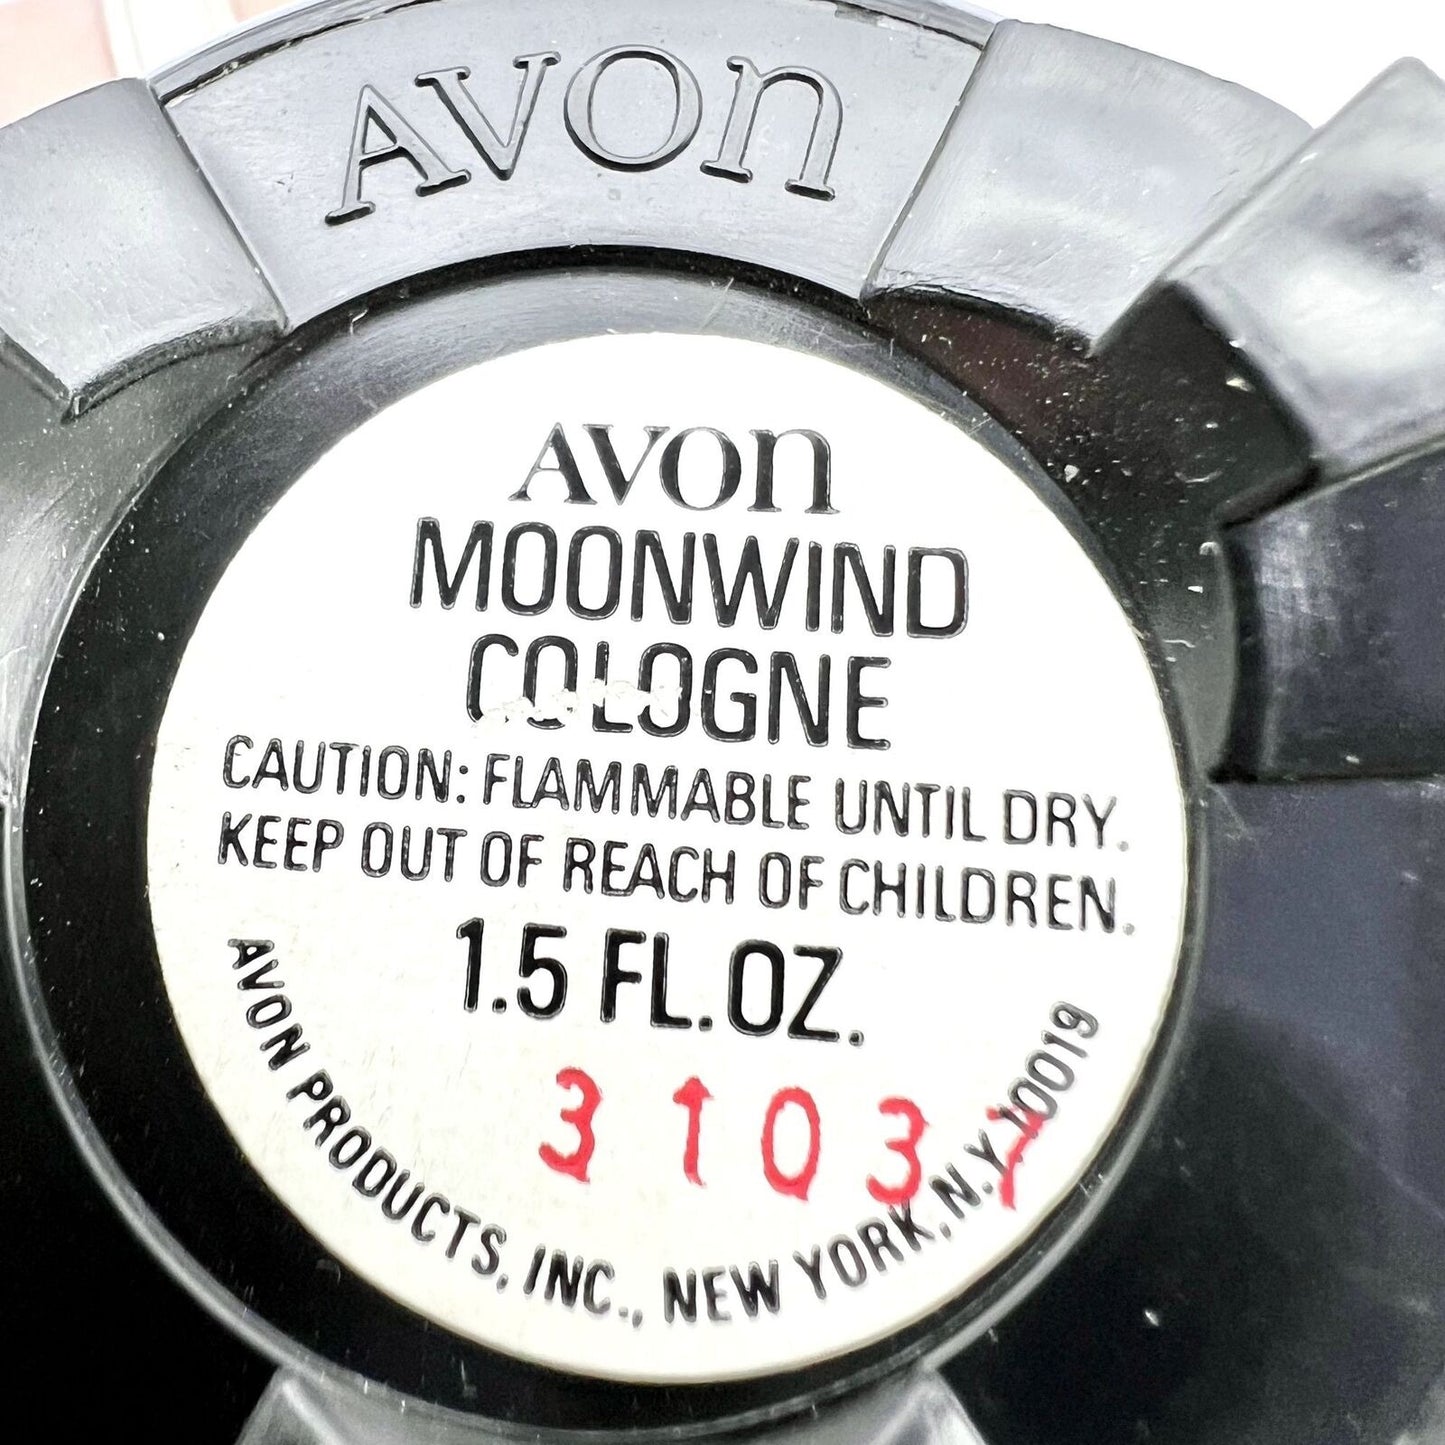 AVON
AVON
MOONWIND
COLOGNE
CAUTION: FLAMMABLE UNTIL DRY.
KEEP OUT OF REACH OF CHILDREN.
1.5 FL. OZ.
3103
AVON PRODUCTS, INC., NEW YORK, N.Y. 10019